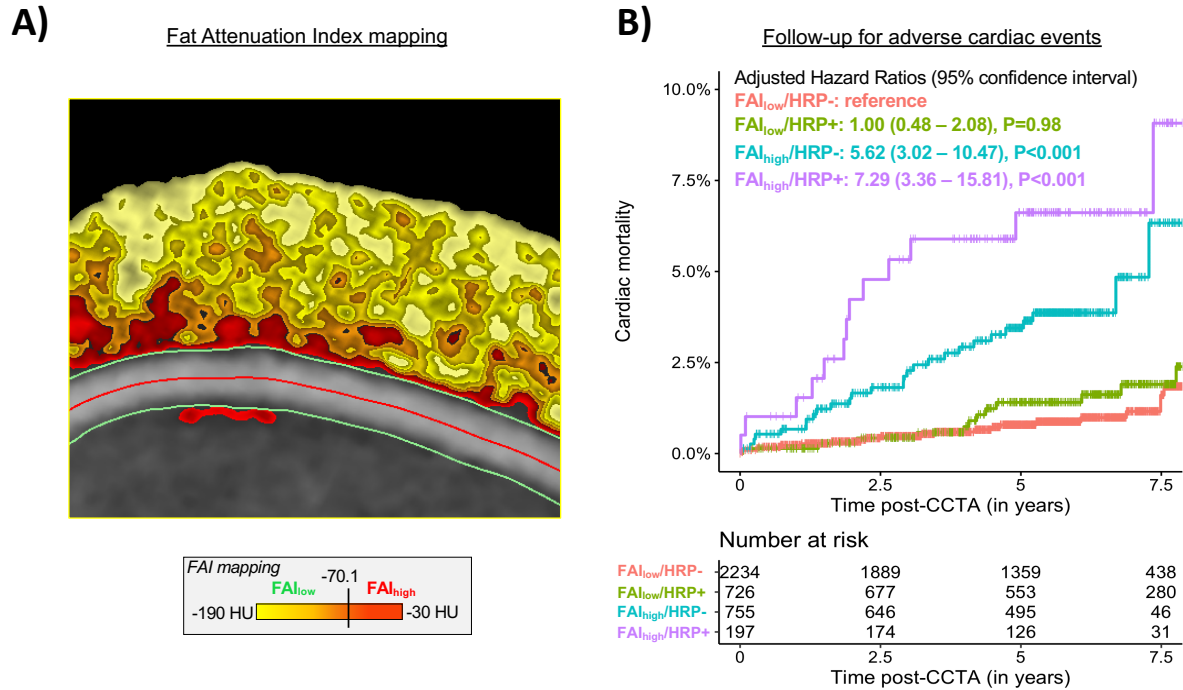 A)
Fat Attenuation Index mapping
FAI mapping
FAIlow
-70.1
FAIhigh
-190 HU
-30 HU
B)
Follow-up for adverse cardiac events
Adjusted Hazard Ratios (95% confidence interval)
FAIlow/HRP-: reference
FAIlow/HRP+: 1.00 (0.48 – 2.08), P=0.98
FAIhigh/HRP-: 5.62 (3.02 – 10.47), P<0.001
FAIhigh/HRP+: 7.29 (3.36 – 15.81), P<0.001
Cardiac mortality
10.0%
7.5%
5.0%
2.5%
0.0%
0 2.5 5 7.5
Time post-CCTA (in years)
Number at risk
FAIlow/HRP- 2234 1889 1359 438
FAIlow/HRP+ 726 677 553 280
FAIhigh/HRP- 755 646 495 46
FAIhigh/HRP+ 197 174 126 31
0 2.5 5 7.5
Time post-CCTA (in years)